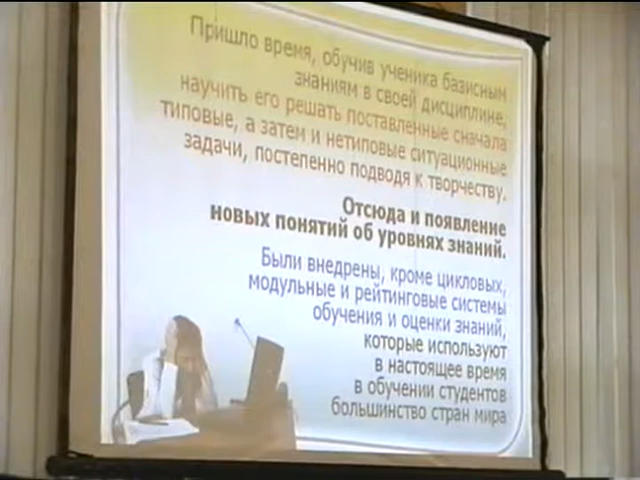 Пришло время, обучив ученика базисным
знаниям в своей дисциплине,
научить его решать поставленные сначала
типовые, а затем и нетиповые ситуационные
задачи, постепенно подводя к творчеству.
Отсюда и появление
новых понятий об уровнях знаний.
Были внедрены, кроме цикловых,
модульные и рейтинговые системы
обучения и оценки знаний,
которые используют
в настоящее время
в обучении студентов
большинство стран мира